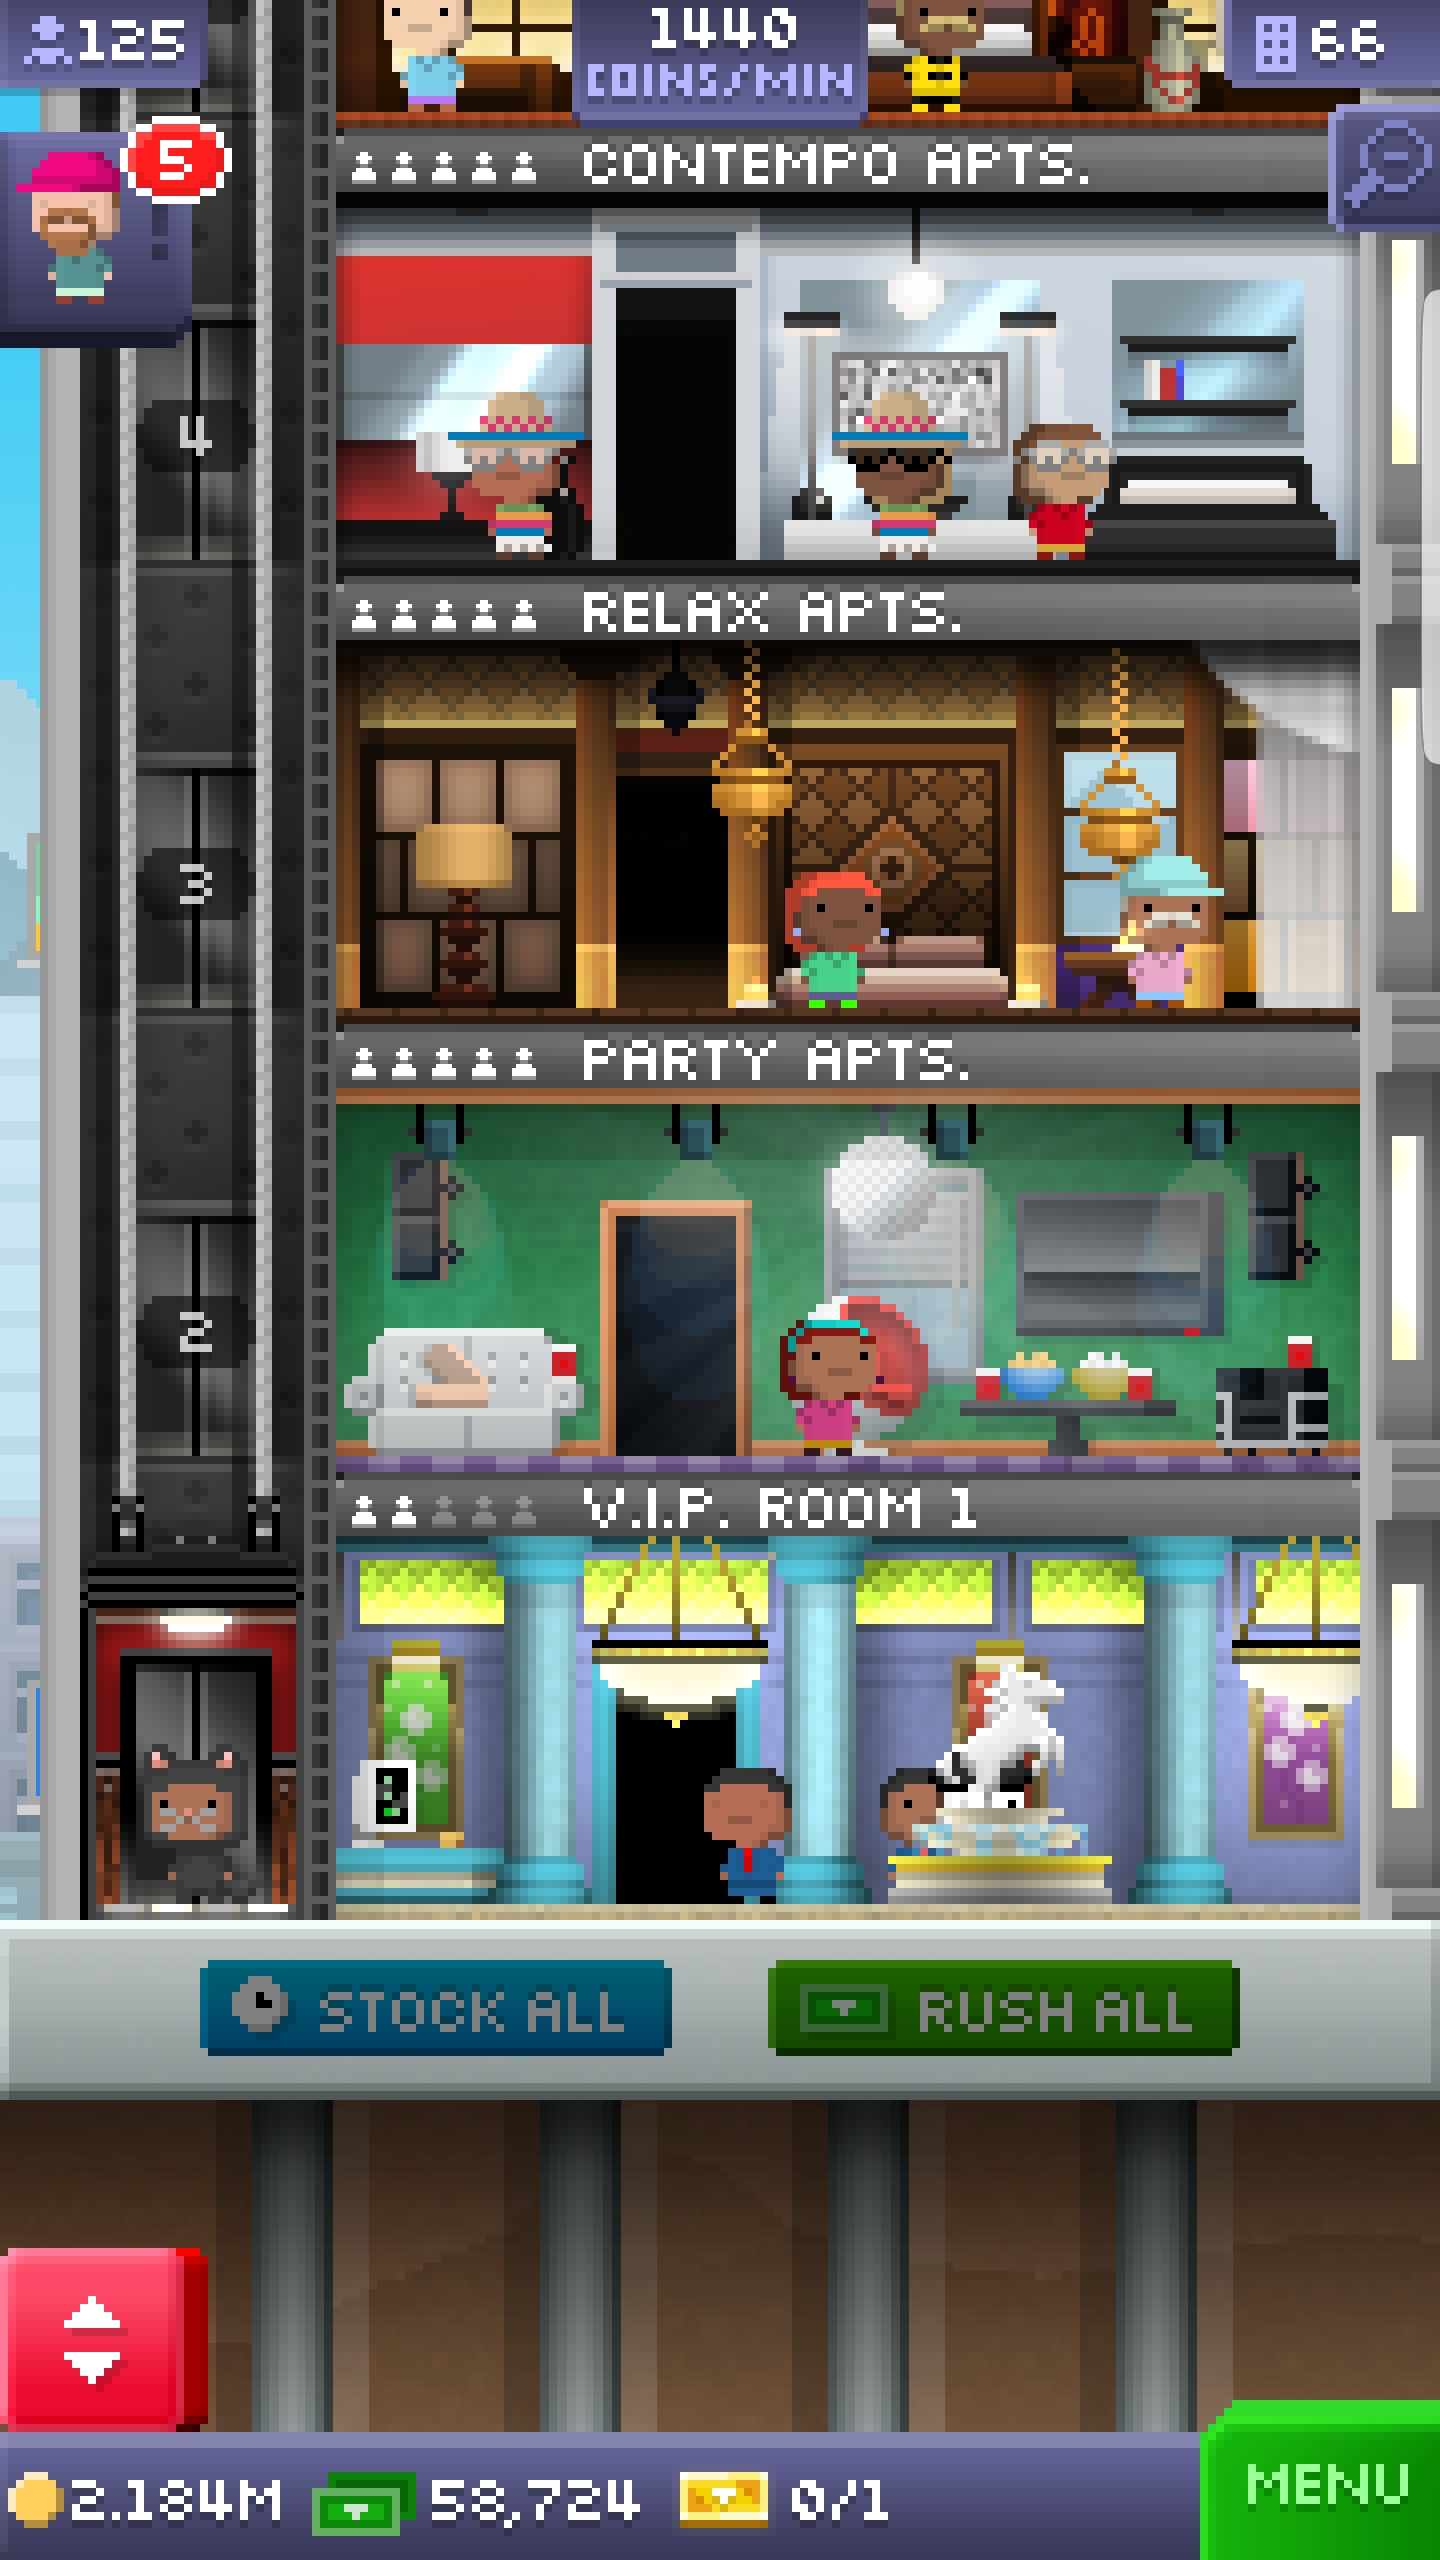 125
1440
COINS/MIN
66
5
CONTEMPO APTS.
4
RELAX APTS.
3
PARTY APTS.
2
V.I.P. ROOM 1
STOCK ALL
RUSH ALL
2.184M
58,724
0/1
MENU